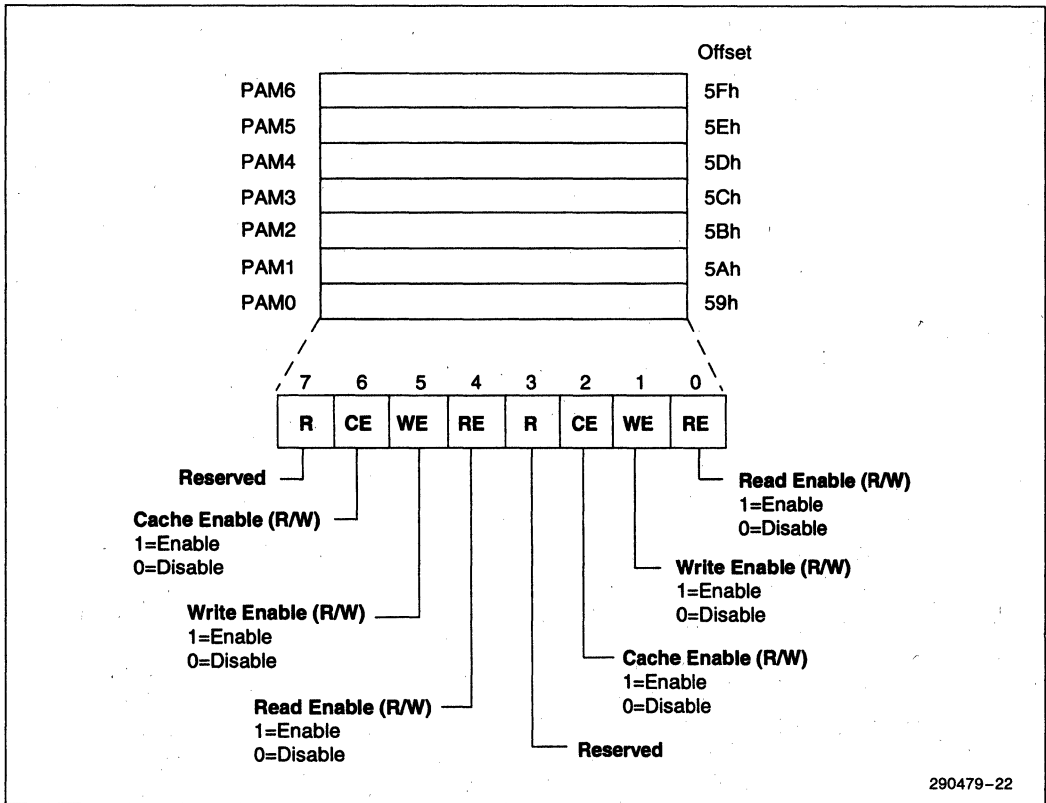 Offset
PAM6 5Fh
PAM5 5Eh
PAM4 5Dh
PAM3 5Ch
PAM2 5Bh
PAM1 5Ah
PAM0 59h
7 6 5 4 3 2 1 0
R CE WE RE R CE WE RE
Reserved
Cache Enable (R/W)
1=Enable
0=Disable
Write Enable (R/W)
1=Enable
0=Disable
Read Enable (R/W)
1=Enable
0=Disable
Reserved
Cache Enable (R/W)
1=Enable
0=Disable
Write Enable (R/W)
1=Enable
0=Disable
Read Enable (R/W)
1=Enable
0=Disable
290479-22